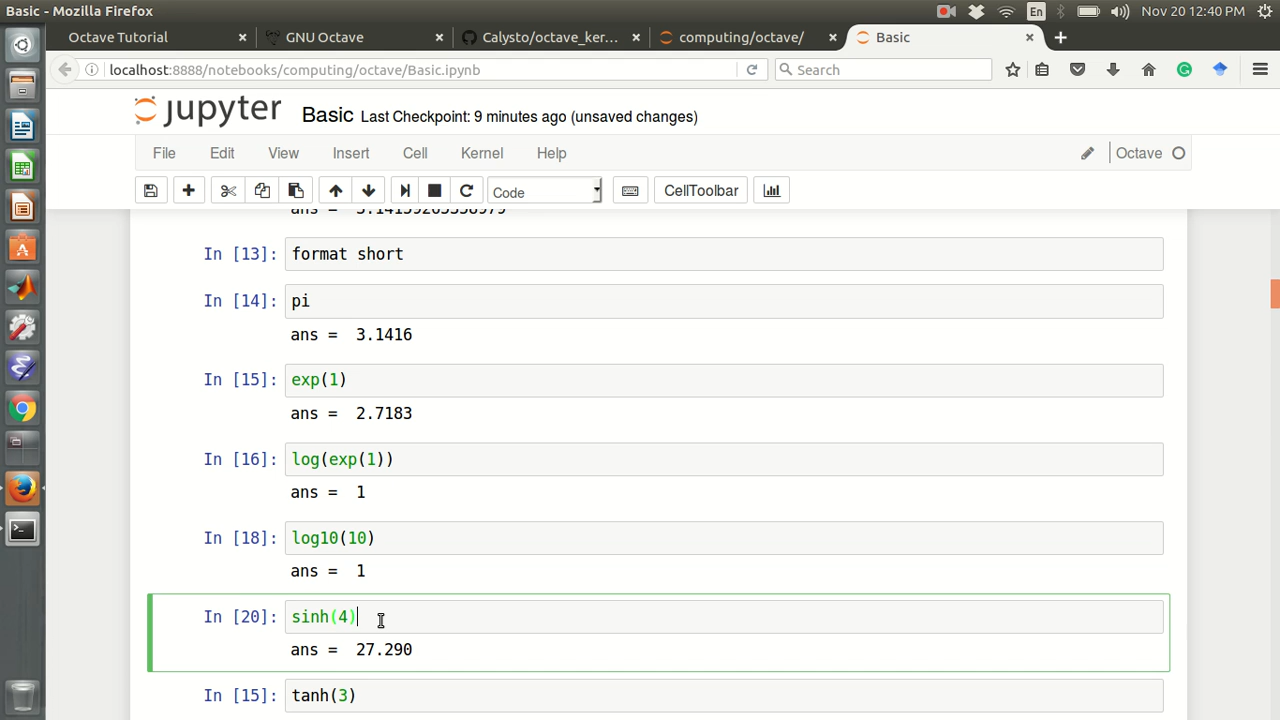 Basic - Mozilla Firefox
En
Nov 20 12:40 PM
Octave Tutorial
GNU Octave
Calysto/octave_ker...
computing/octave/
Basic
localhost:8888/notebooks/computing/octave/Basic.ipynb
Search
jupyter
Basic Last Checkpoint: 9 minutes ago (unsaved changes)
File Edit View Insert Cell Kernel Help
Octave
Code
CellToolbar
ans = 3.14159265358979
In [13]: format short
In [14]: pi
ans = 3.1416
In [15]: exp(1)
ans = 2.7183
In [16]: log(exp(1))
ans = 1
In [18]: log10(10)
ans = 1
In [20]: sinh(4)
ans = 27.290
In [15]: tanh(3)